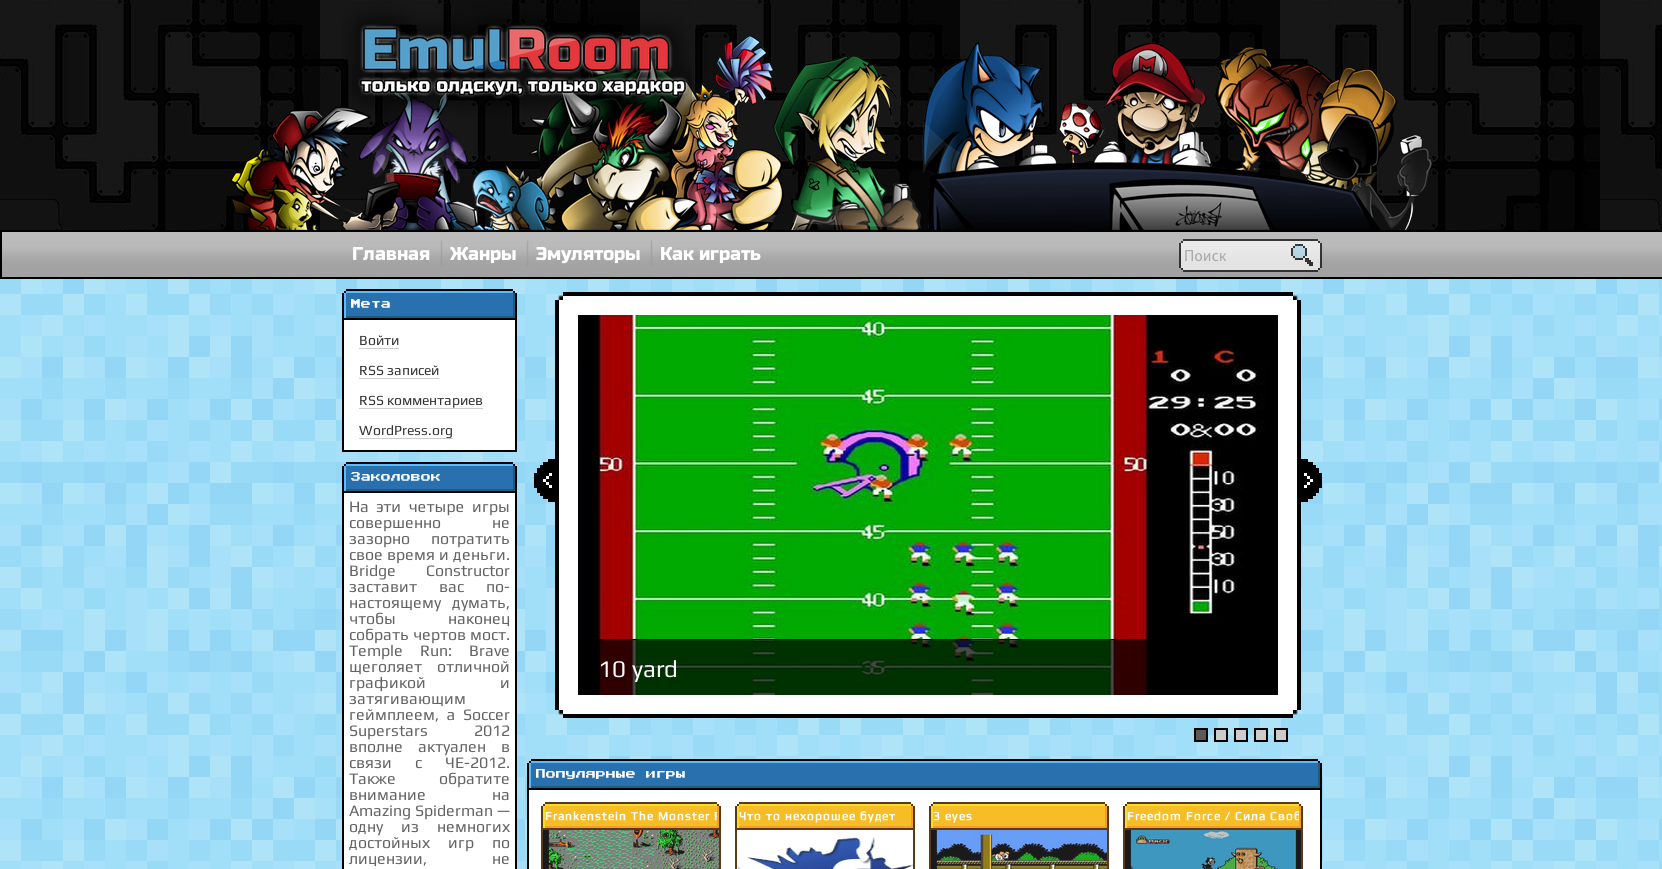 EmulRoom
только олдскул, только хардкор
Главная
Жанры
Эмуляторы
Как играть
Поиск
Мета
Войти
RSS записей
RSS комментариев
WordPress.org
Заколовок
На эти четыре игры
совершенно не
зазорно потратить
свое время и деньги.
Bridge Constructor
заставит вас по-
настоящему думать,
чтобы наконец
собрать чертов мост.
Temple Run: Brave
щеголяет отличной
графикой и
затягивающим
геймплеем, а Soccer
Superstars 2012
вполне актуален в
связи с ЧЕ-2012.
Также обратите
внимание на
Amazing Spiderman —
одну из немногих
достойных игр по
лицензии, не
40
45
50
50
45
40
35
1 C
0 0
29:25
0&00
10
30
50
30
10
10 yard
Популярные игры
Frankenstein The Monster
Что то нехорошее будет
3 eyes
Freedom Force / Сила Своб